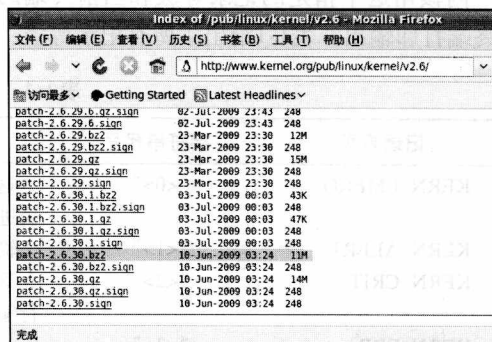 Index of /pub/linux/kernel/v2.6 - Mozilla Firefox
文件(F) 编辑(E) 查看(V) 历史(S) 书签(B) 工具(T) 帮助(H)
http://www.kernel.org/pub/linux/kernel/v2.6/
访问最多 Getting Started Latest Headlines
patch-2.6.29.6.gz.sign 02-Jul-2009 23:43 248
patch-2.6.29.6.sign 02-Jul-2009 23:43 248
patch-2.6.29.bz2 23-Mar-2009 23:30 12M
patch-2.6.29.bz2.sign 23-Mar-2009 23:30 248
patch-2.6.29.gz 23-Mar-2009 23:30 15M
patch-2.6.29.gz.sign 23-Mar-2009 23:30 248
patch-2.6.29.sign 23-Mar-2009 23:30 248
patch-2.6.30.1.bz2 03-Jul-2009 00:03 43K
patch-2.6.30.1.bz2.sign 03-Jul-2009 00:03 248
patch-2.6.30.1.gz 03-Jul-2009 00:03 47K
patch-2.6.30.1.gz.sign 03-Jul-2009 00:03 248
patch-2.6.30.1.sign 03-Jul-2009 00:03 248
patch-2.6.30.bz2 10-Jun-2009 03:24 11M
patch-2.6.30.bz2.sign 10-Jun-2009 03:24 248
patch-2.6.30.gz 10-Jun-2009 03:24 14M
patch-2.6.30.gz.sign 10-Jun-2009 03:24 248
patch-2.6.30.sign 10-Jun-2009 03:24 248
完成